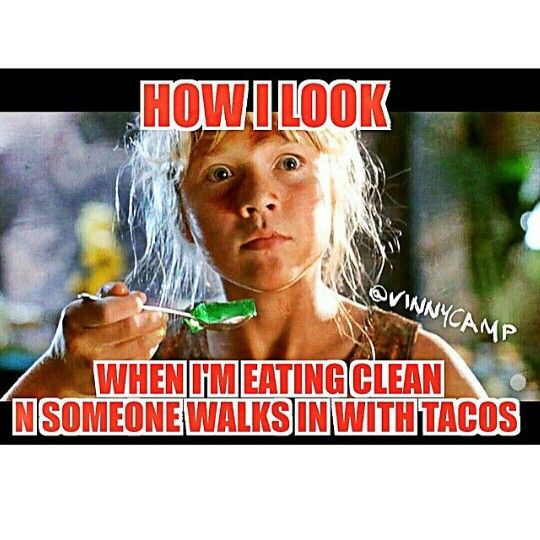 HOW I LOOK
@VINNYCAMP
WHEN I'M EATING CLEAN
N SOMEONE WALKS IN WITH TACOS